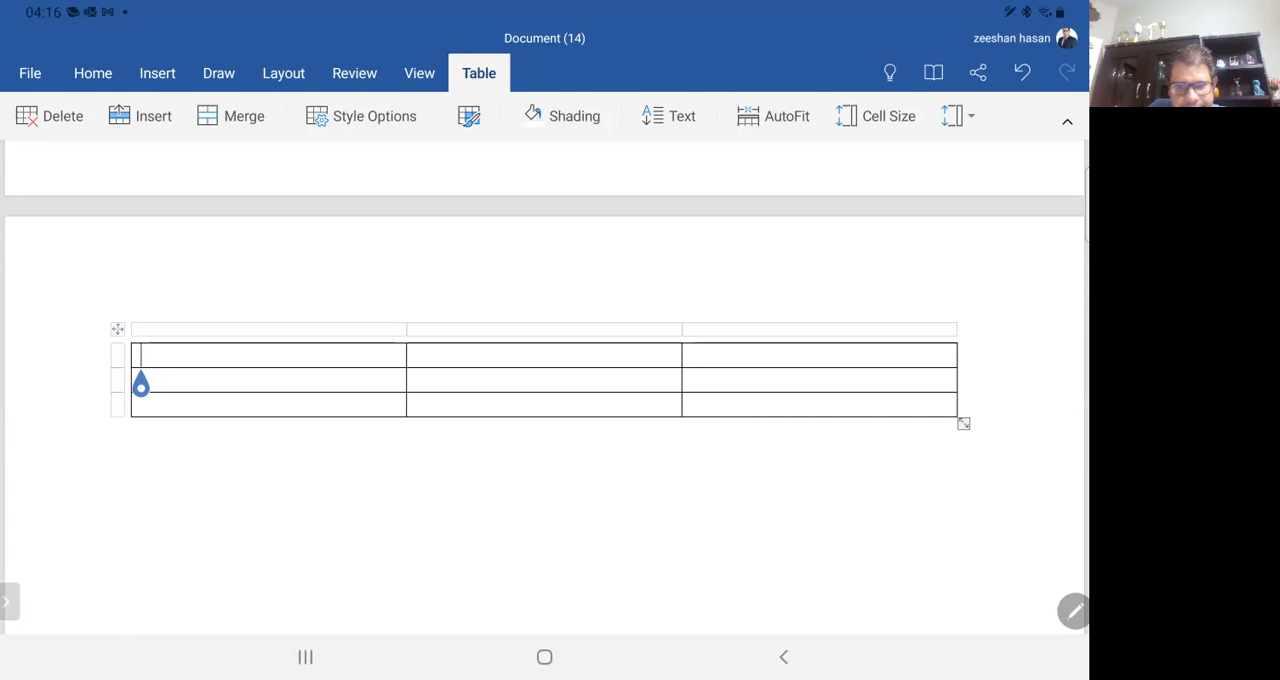 04:16
Document (14)
zeeshan hasan
File Home Insert Draw Layout Review View Table
Delete Insert Merge Style Options Shading Text AutoFit Cell Size